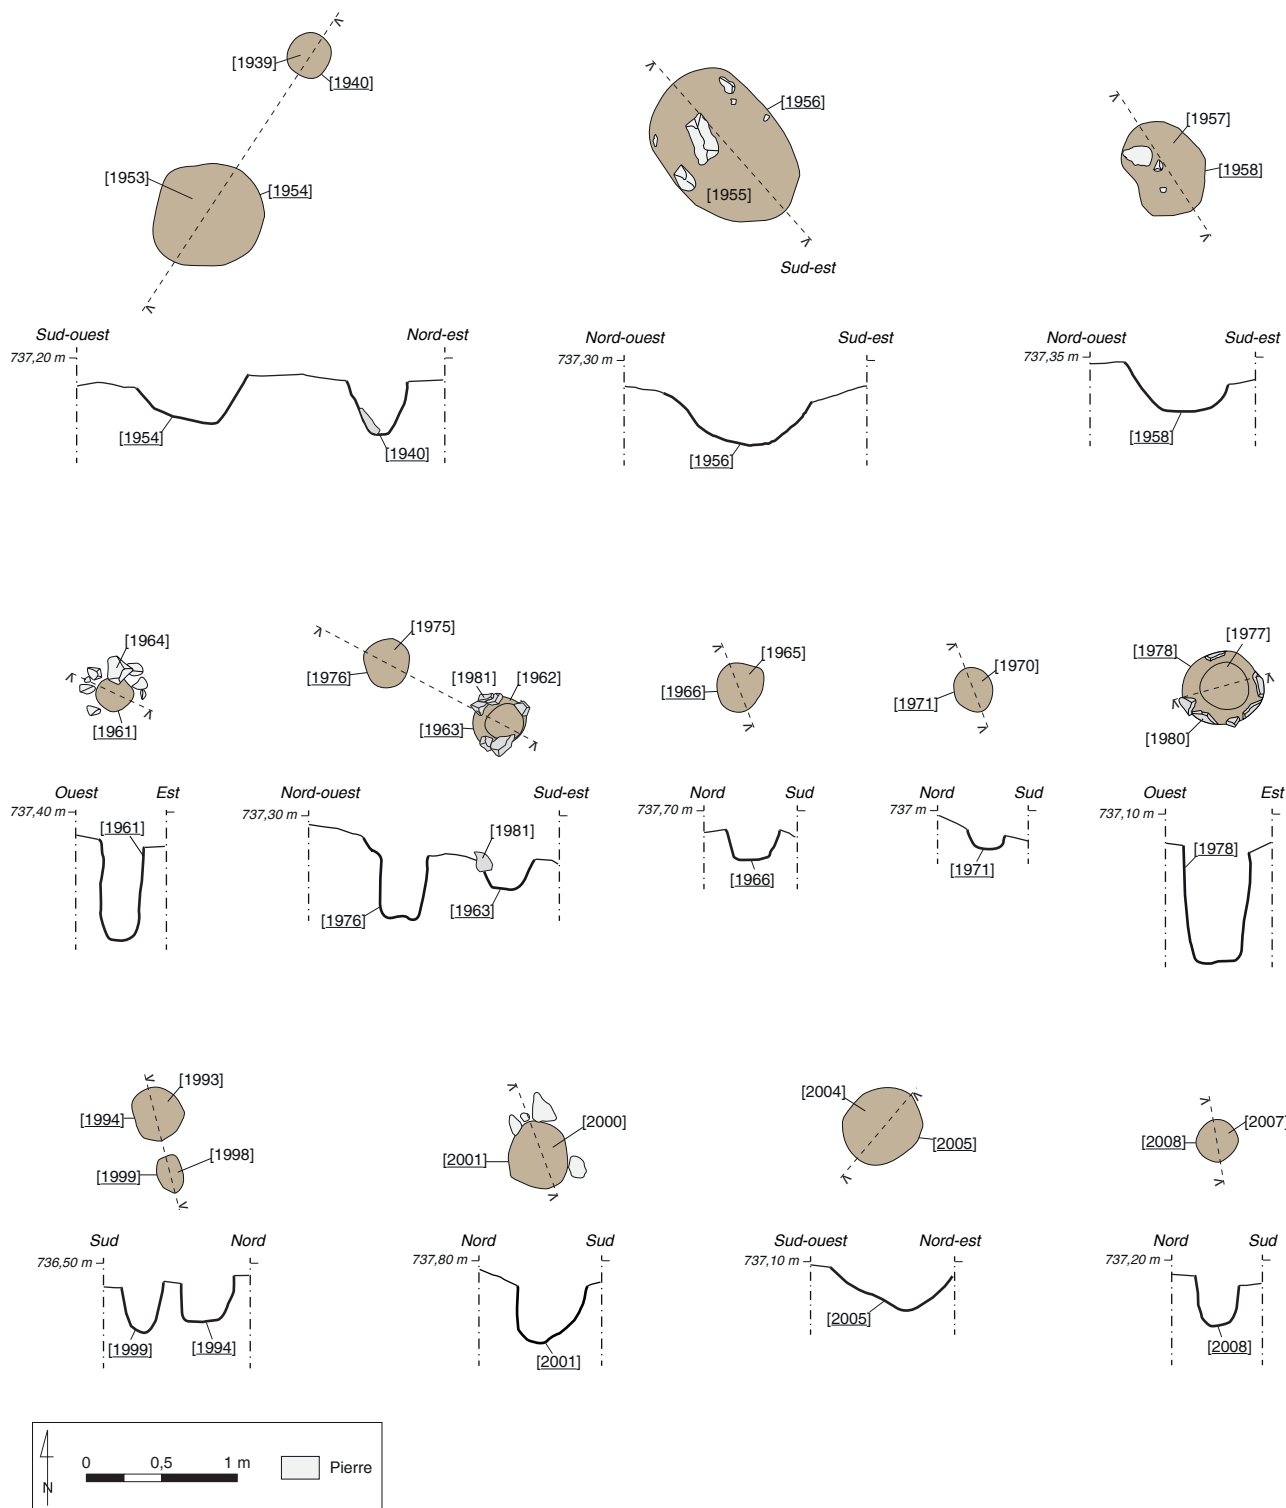 [1939]
[1940]
[1953]
[1954]
[1956]
[1955]
Sud-est
[1957]
[1958]
Sud-ouest Nord-est
737,20 m
[1954]
[1940]
Nord-ouest Sud-est
737,30 m
[1956]
Nord-ouest Sud-est
737,35 m
[1958]
[1964]
[1961]
[1975]
[1976]
[1981]
[1962]
[1963]
[1965]
[1966]
[1970]
[1971]
[1977]
[1978]
[1980]
Ouest Est
737,40 m
[1961]
Nord-ouest Sud-est
737,30 m
[1981]
[1976]
[1963]
Nord Sud
737,70 m
[1966]
Nord Sud
737 m
[1971]
Ouest Est
737,10 m
[1978]
[1993]
[1994]
[1998]
[1999]
[2000]
[2001]
[2004]
[2005]
[2007]
[2008]
Sud Nord
736,50 m
[1999]
[1994]
Nord Sud
737,80 m
[2001]
Sud-ouest Nord-est
737,10 m
[2005]
Nord Sud
737,20 m
[2008]
N
0 0,5 1 m
Pierre